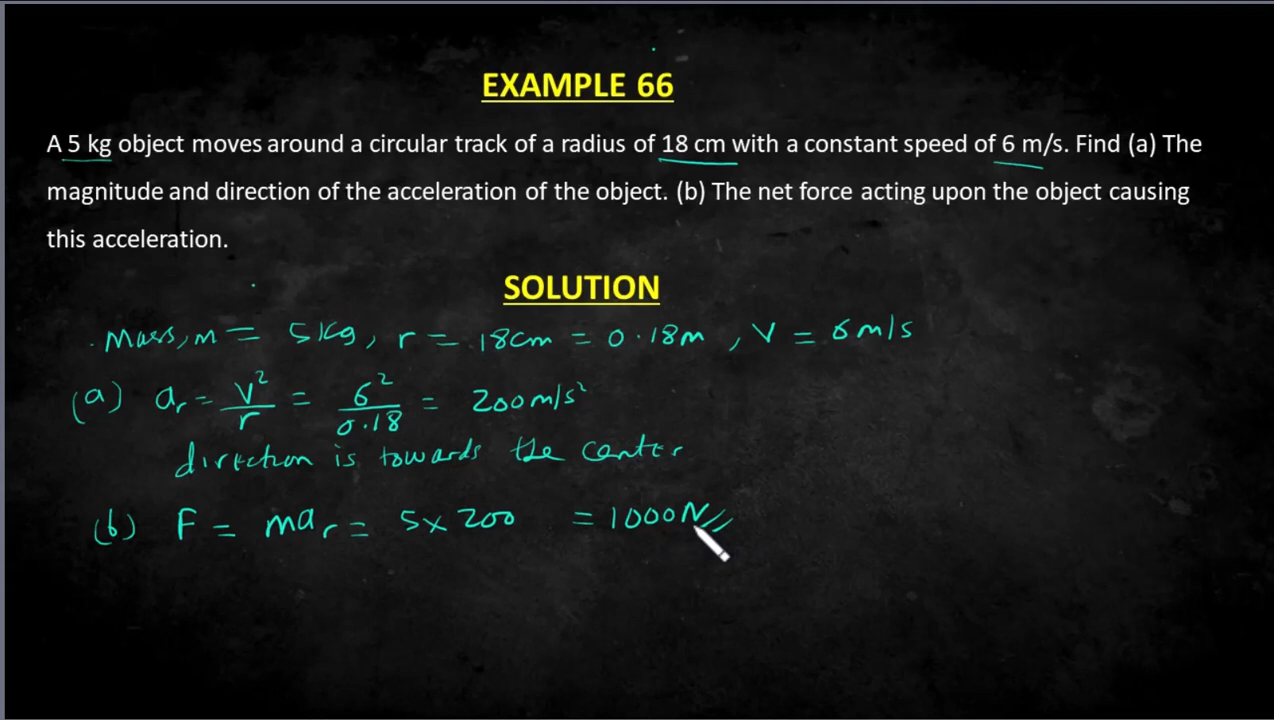 EXAMPLE 66
A 5 kg object moves around a circular track of a radius of 18 cm with a constant speed of 6 m/s. Find (a) The
magnitude and direction of the acceleration of the object. (b) The net force acting upon the object causing
this acceleration.
SOLUTION
Mass, m = 5kg, r = 18cm = 0.18m, V = 6m/s
(a) aᵣ = V²/r = 6²/0.18 = 200m/s²
direction is towards the center
(b) F = maᵣ = 5 x 200 = 1000N//